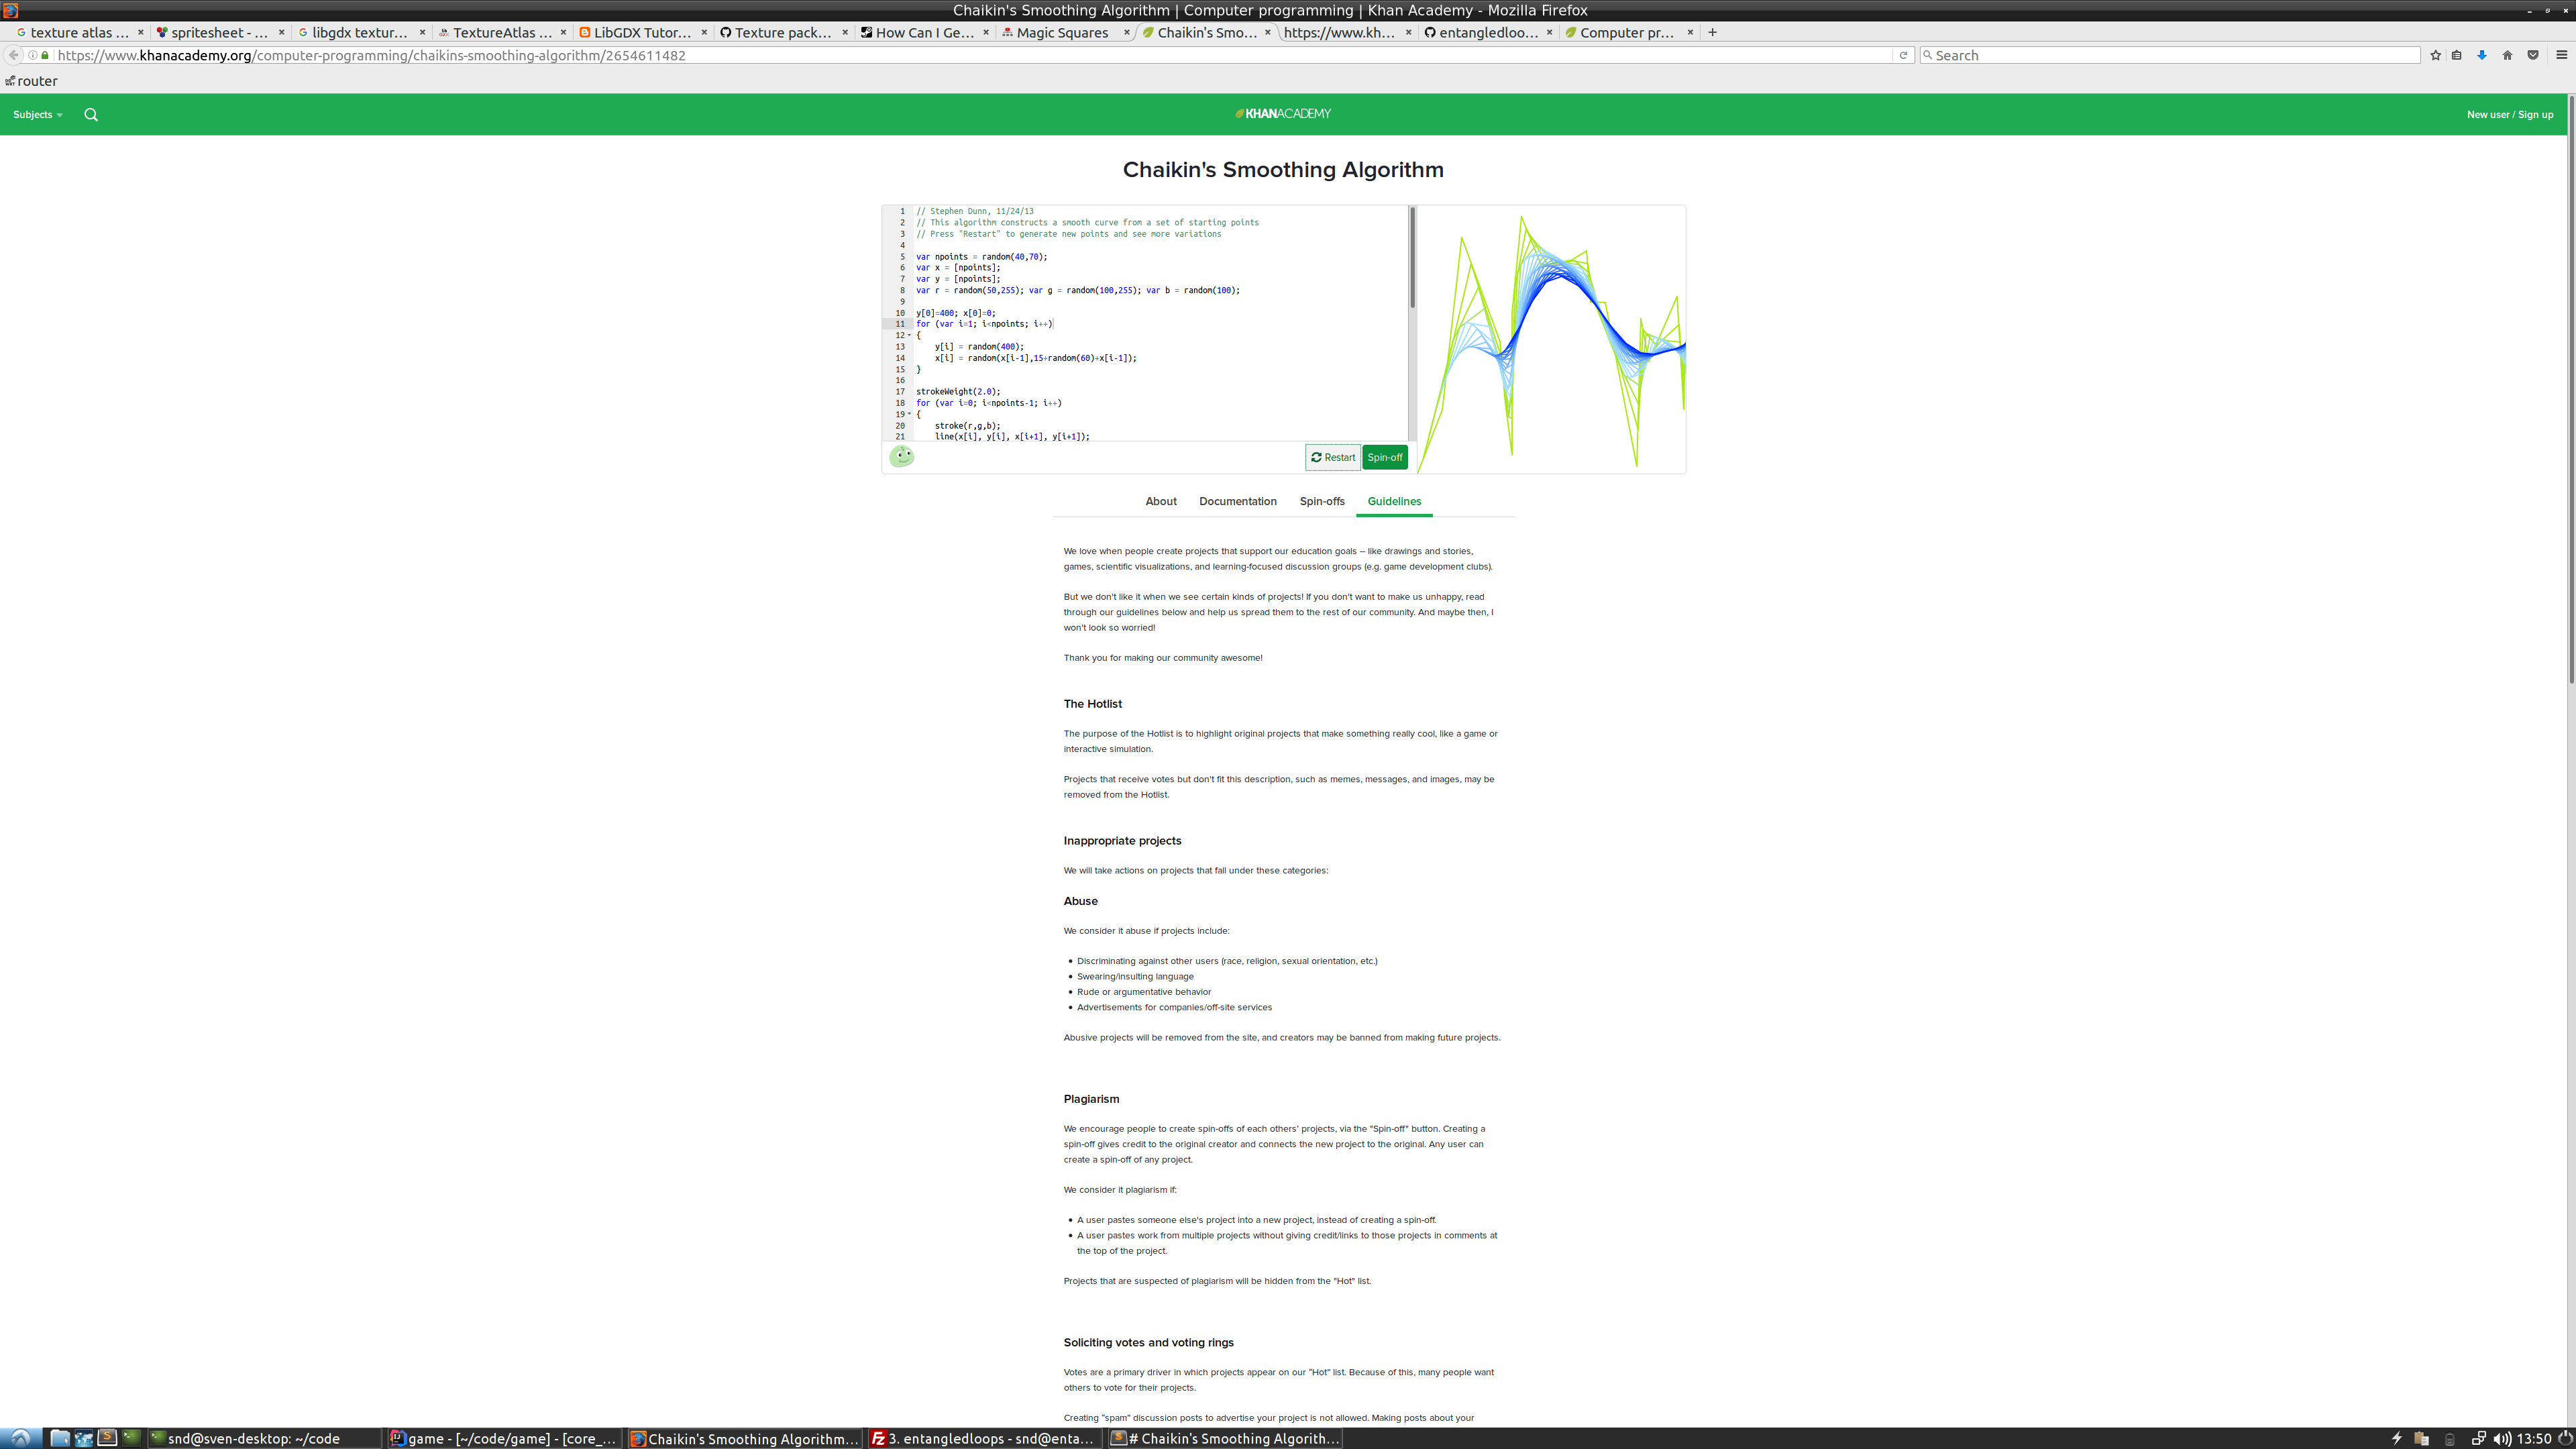 Chaikin's Smoothing Algorithm | Computer programming | Khan Academy - Mozilla Firefox
texture atlas ... spritesheet - ... libgdx textur... TextureAtlas ... LibGDX Tutor... Texture pack... How Can I Ge... Magic Squares Chaikin's Smo... https://www.kh... entangledloo... Computer pr...
https://www.khanacademy.org/computer-programming/chaikins-smoothing-algorithm/2654611482
Search
router
Subjects
KHANACADEMY
New user / Sign up
Chaikin's Smoothing Algorithm
1 // Stephen Dunn, 11/24/13
2 // This algorithm constructs a smooth curve from a set of starting points
3 // Press "Restart" to generate new points and see more variations
4
5 var npoints = random(40,70);
6 var x = [npoints];
7 var y = [npoints];
8 var r = random(50,255); var g = random(100,255); var b = random(100);
9
10 y[0]=400; x[0]=0;
11 for (var i=1; i<npoints; i++)
12 {
13 y[i] = random(400);
14 x[i] = random(x[i-1],15+random(60)+x[i-1]);
15 }
16
17 strokeWeight(2.0);
18 for (var i=0; i<npoints-1; i++)
19 {
20 stroke(r,g,b);
21 line(x[i], y[i], x[i+1], y[i+1]);
Restart
Spin-off
About Documentation Spin-offs Guidelines
We love when people create projects that support our education goals – like drawings and stories,
games, scientific visualizations, and learning-focused discussion groups (e.g. game development clubs).
But we don't like it when we see certain kinds of projects! If you don't want to make us unhappy, read
through our guidelines below and help us spread them to the rest of our community. And maybe then, I
won't look so worried!
Thank you for making our community awesome!
The Hotlist
The purpose of the Hotlist is to highlight original projects that make something really cool, like a game or
interactive simulation.
Projects that receive votes but don't fit this description, such as memes, messages, and images, may be
removed from the Hotlist.
Inappropriate projects
We will take actions on projects that fall under these categories:
Abuse
We consider it abuse if projects include:
• Discriminating against other users (race, religion, sexual orientation, etc.)
• Swearing/insulting language
• Rude or argumentative behavior
• Advertisements for companies/off-site services
Abusive projects will be removed from the site, and creators may be banned from making future projects.
Plagiarism
We encourage people to create spin-offs of each others' projects, via the "Spin-off" button. Creating a
spin-off gives credit to the original creator and connects the new project to the original. Any user can
create a spin-off of any project.
We consider it plagiarism if:
• A user pastes someone else's project into a new project, instead of creating a spin-off.
• A user pastes work from multiple projects without giving credit/links to those projects in comments at
the top of the project.
Projects that are suspected of plagiarism will be hidden from the "Hot" list.
Soliciting votes and voting rings
Votes are a primary driver in which projects appear on our "Hot" list. Because of this, many people want
others to vote for their projects.
Creating "spam" discussion posts to advertise your project is not allowed. Making posts about your
snd@sven-desktop: ~/code game - [~/code/game] - [core_... Chaikin's Smoothing Algorithm... 3. entangledloops - snd@enta... # Chaikin's Smoothing Algorith... 13:50